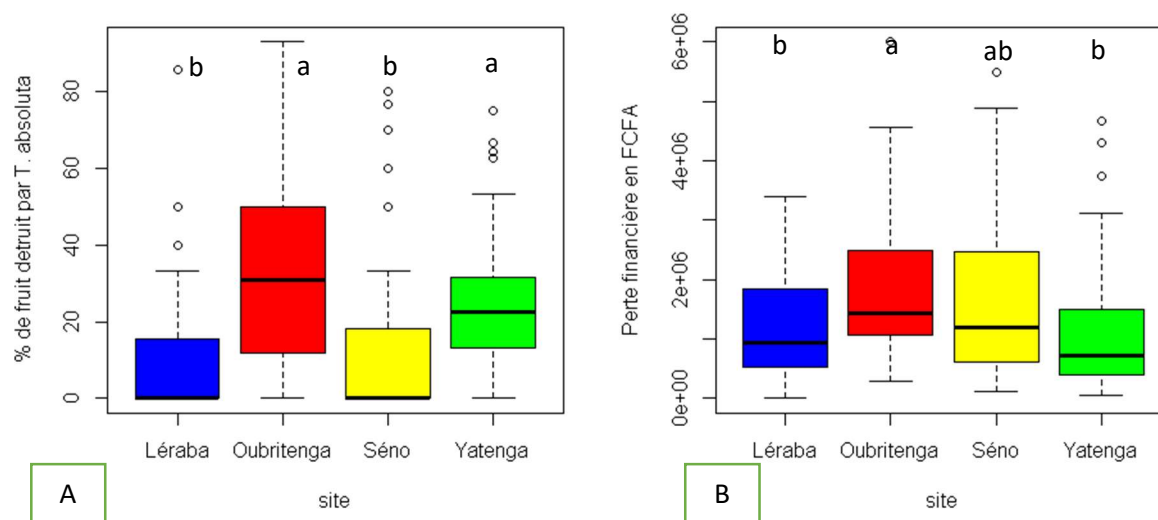 % de fruit detruit par T. absoluta
80
60
40
20
0
b
a
b
a
Léraba
Oubritenga
Séno
Yatenga
site
A
Perte financière en FCFA
6e+06
4e+06
2e+06
0e+00
b
a
ab
b
Léraba
Oubritenga
Séno
Yatenga
site
B